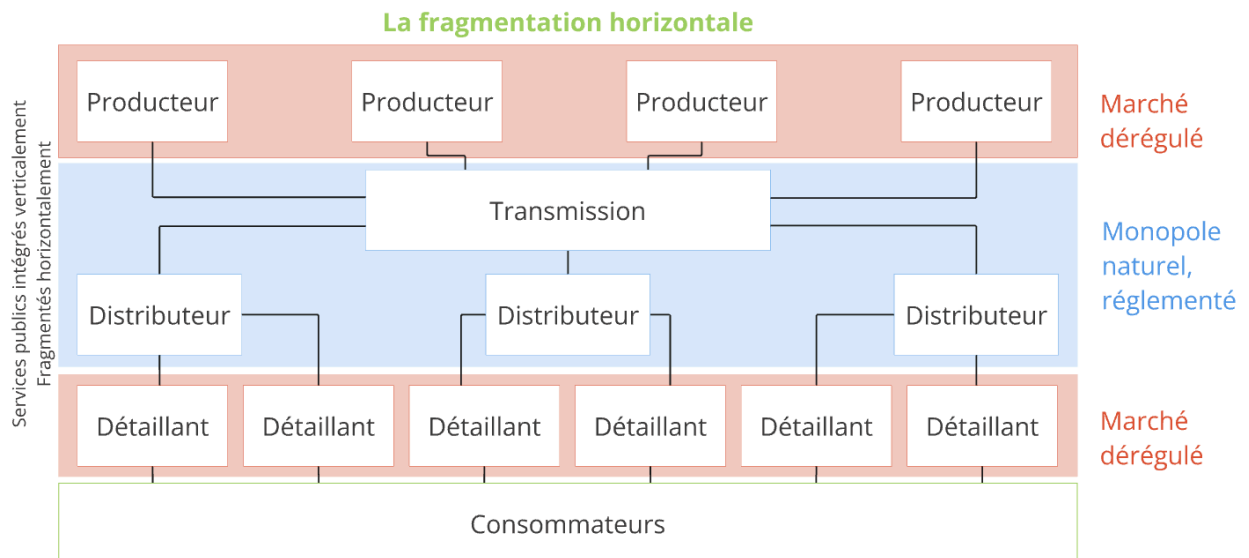 La fragmentation horizontale
Services publics intégrés verticalement
Fragmentés horizontalement
Producteur
Producteur
Producteur
Producteur
Marché
dérégulé
Transmission
Monopole
naturel,
réglementé
Distributeur
Distributeur
Distributeur
Détaillant
Détaillant
Détaillant
Détaillant
Détaillant
Détaillant
Marché
dérégulé
Consommateurs